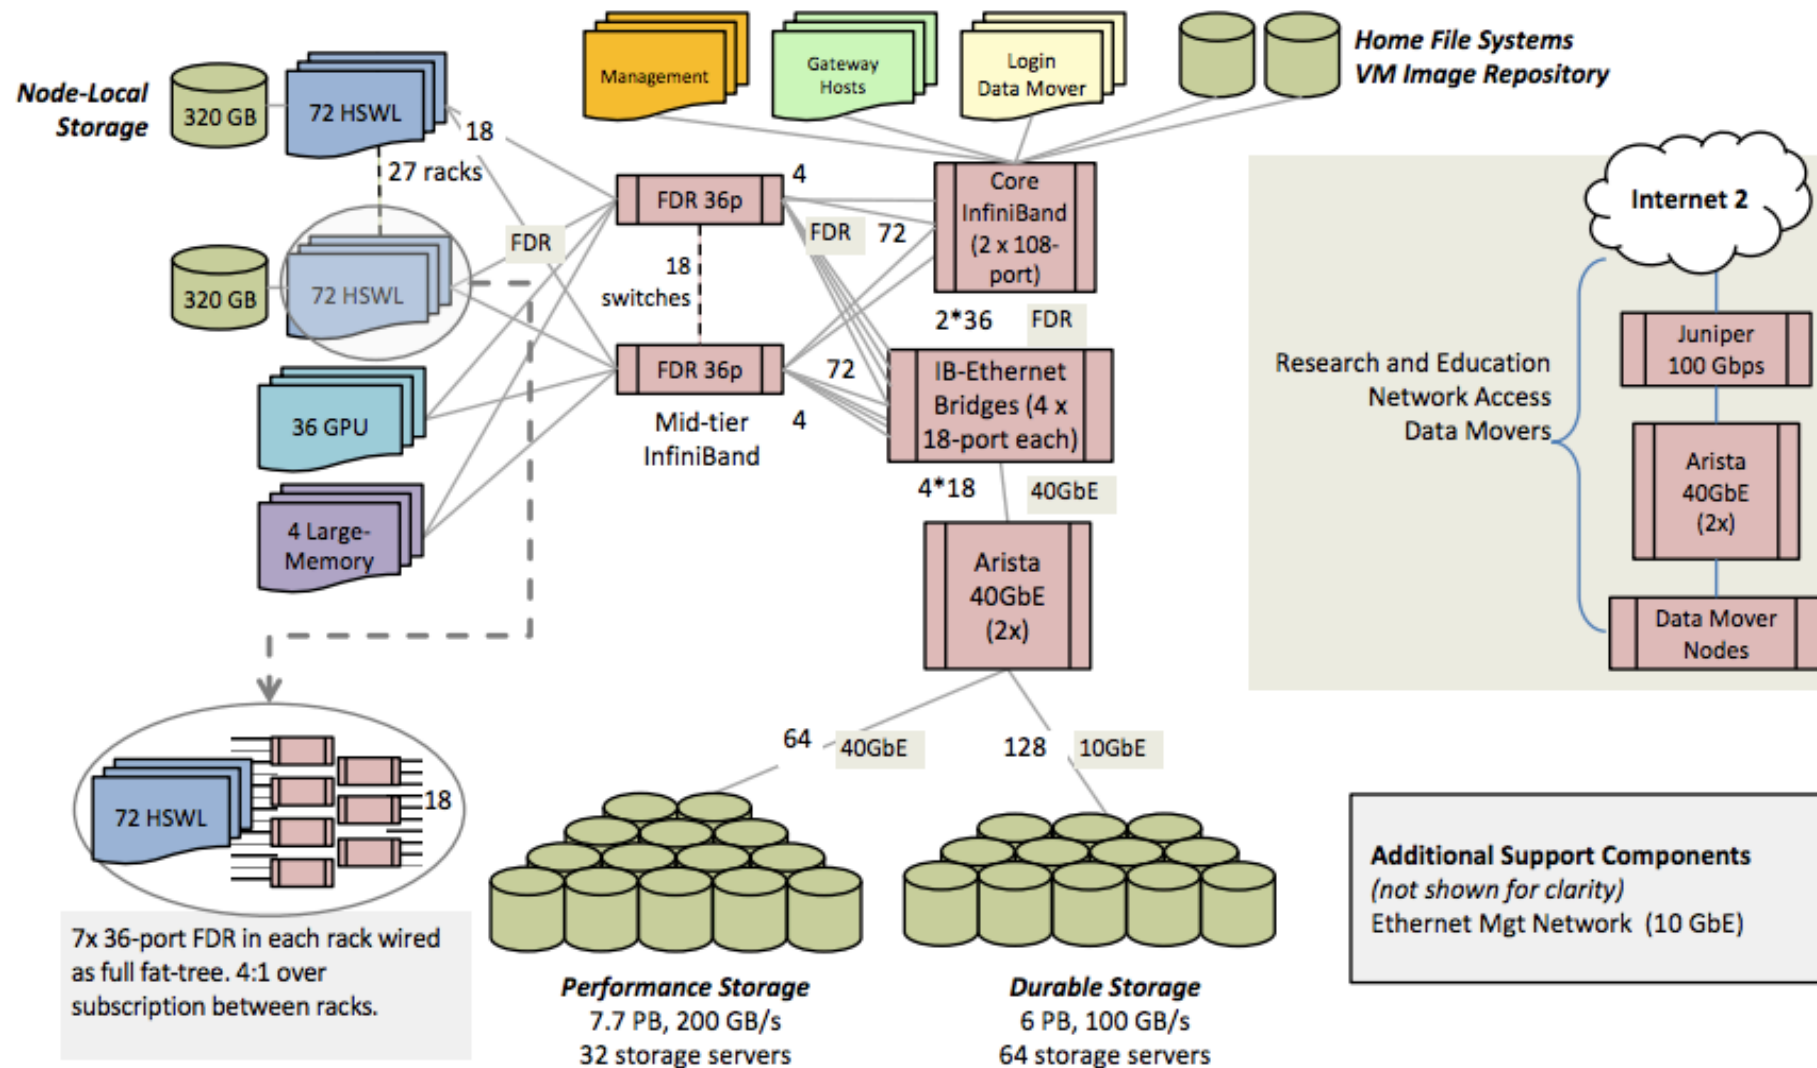 Node-Local
Storage
320 GB
72 HSWL
18
27 racks
320 GB
72 HSWL
FDR
36 GPU
4 Large-
Memory
Management
Gateway
Hosts
Login
Data Mover
Home File Systems
VM Image Repository
FDR 36p
18
switches
FDR 36p
Mid-tier
InfiniBand
4
FDR
72
72
4
Core
InfiniBand
(2 x 108-
port)
2*36
FDR
IB-Ethernet
Bridges (4 x
18-port each)
4*18
40GbE
Arista
40GbE
(2x)
64
40GbE
128
10GbE
Internet 2
Juniper
100 Gbps
Research and Education
Network Access
Data Movers
Arista
40GbE
(2x)
Data Mover
Nodes
72 HSWL
18
7x 36-port FDR in each rack wired
as full fat-tree. 4:1 over
subscription between racks.
Performance Storage
7.7 PB, 200 GB/s
32 storage servers
Durable Storage
6 PB, 100 GB/s
64 storage servers
Additional Support Components
(not shown for clarity)
Ethernet Mgt Network (10 GbE)